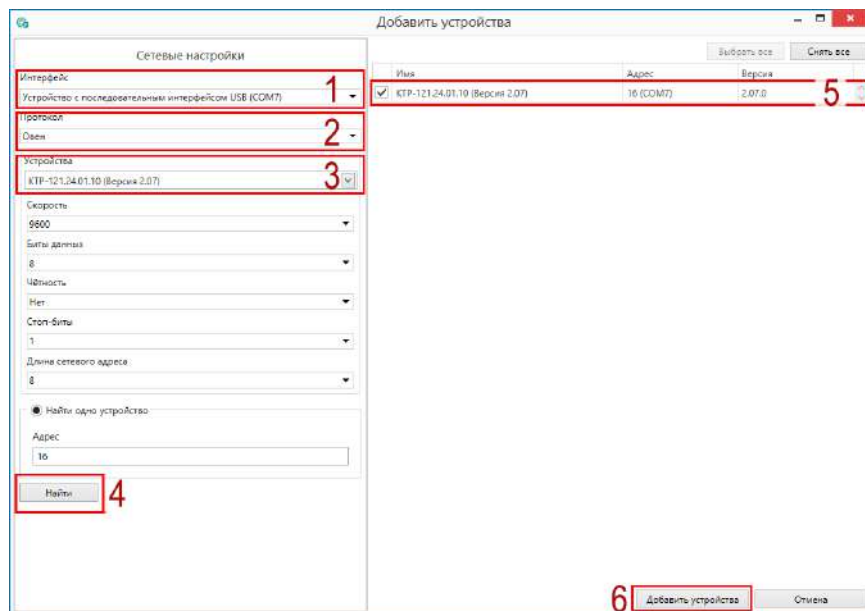 Добавить устройства
Сетевые настройки
Интерфейс
Устройство с последовательным интерфейсом USB (COM7)
1
Протокол
Овен
2
Устройства
КТР-121.24.01.10 (Версия 2.07)
3
Скорость
9600
Биты данных
8
Чётность
Нет
Стоп-биты
1
Длина сетевого адреса
8
Найти одно устройство
Адрес
16
Найти
4
Выбрать все
Снять все
Имя Адрес Версия
КТР-121.24.01.10 (Версия 2.07) 16 (COM7) 2.07.0
5
6
Добавить устройства
Отмена